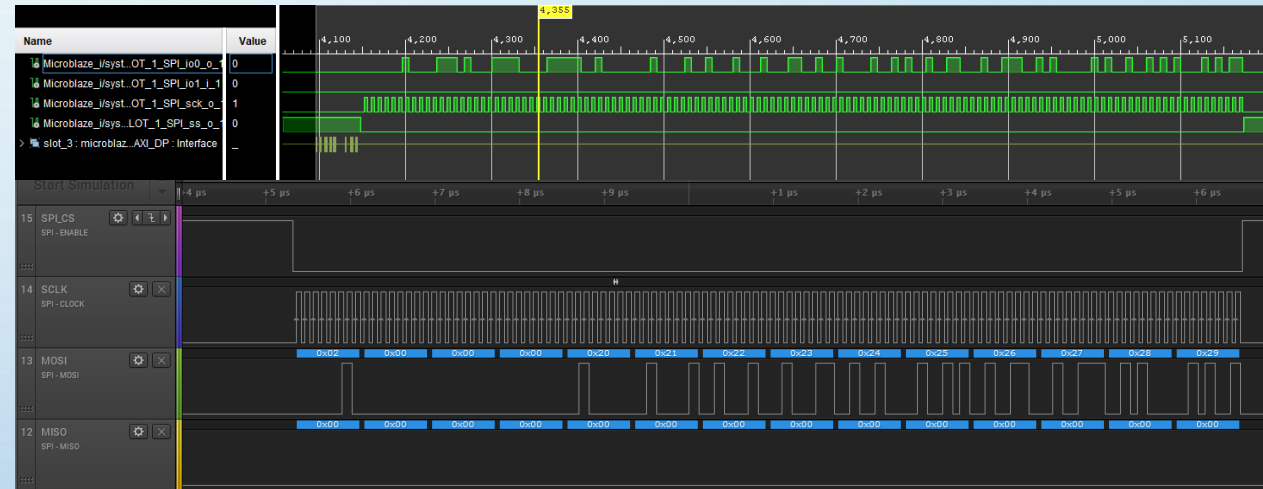 4,355
Name Value 4,100 4,200 4,300 4,400 4,500 4,600 4,700 4,800 4,900 5,000 5,100
Microblaze_i/syst...OT_1_SPI_io0_o_1 0
Microblaze_i/syst...OT_1_SPI_io1_i_1 0
Microblaze_i/syst...OT_1_SPI_sck_o_ 1
Microblaze_i/sys...LOT_1_SPI_ss_o_1 0
> slot_3 : microblaz...AXI_DP : Interface _
Start Simulation +4 µs +5 µs +6 µs +7 µs +8 µs +9 µs +1 µs +2 µs +3 µs +4 µs +5 µs +6 µs
15 SPI_CS
SPI - ENABLE
14 SCLK
SPI - CLOCK
0x02 0x00 0x00 0x00 0x20 0x21 0x22 0x23 0x24 0x25 0x26 0x27 0x28 0x29
13 MOSI
SPI - MOSI
0x00 0x00 0x00 0x00 0x00 0x00 0x00 0x00 0x00 0x00 0x00 0x00 0x00 0x00
12 MISO
SPI - MISO